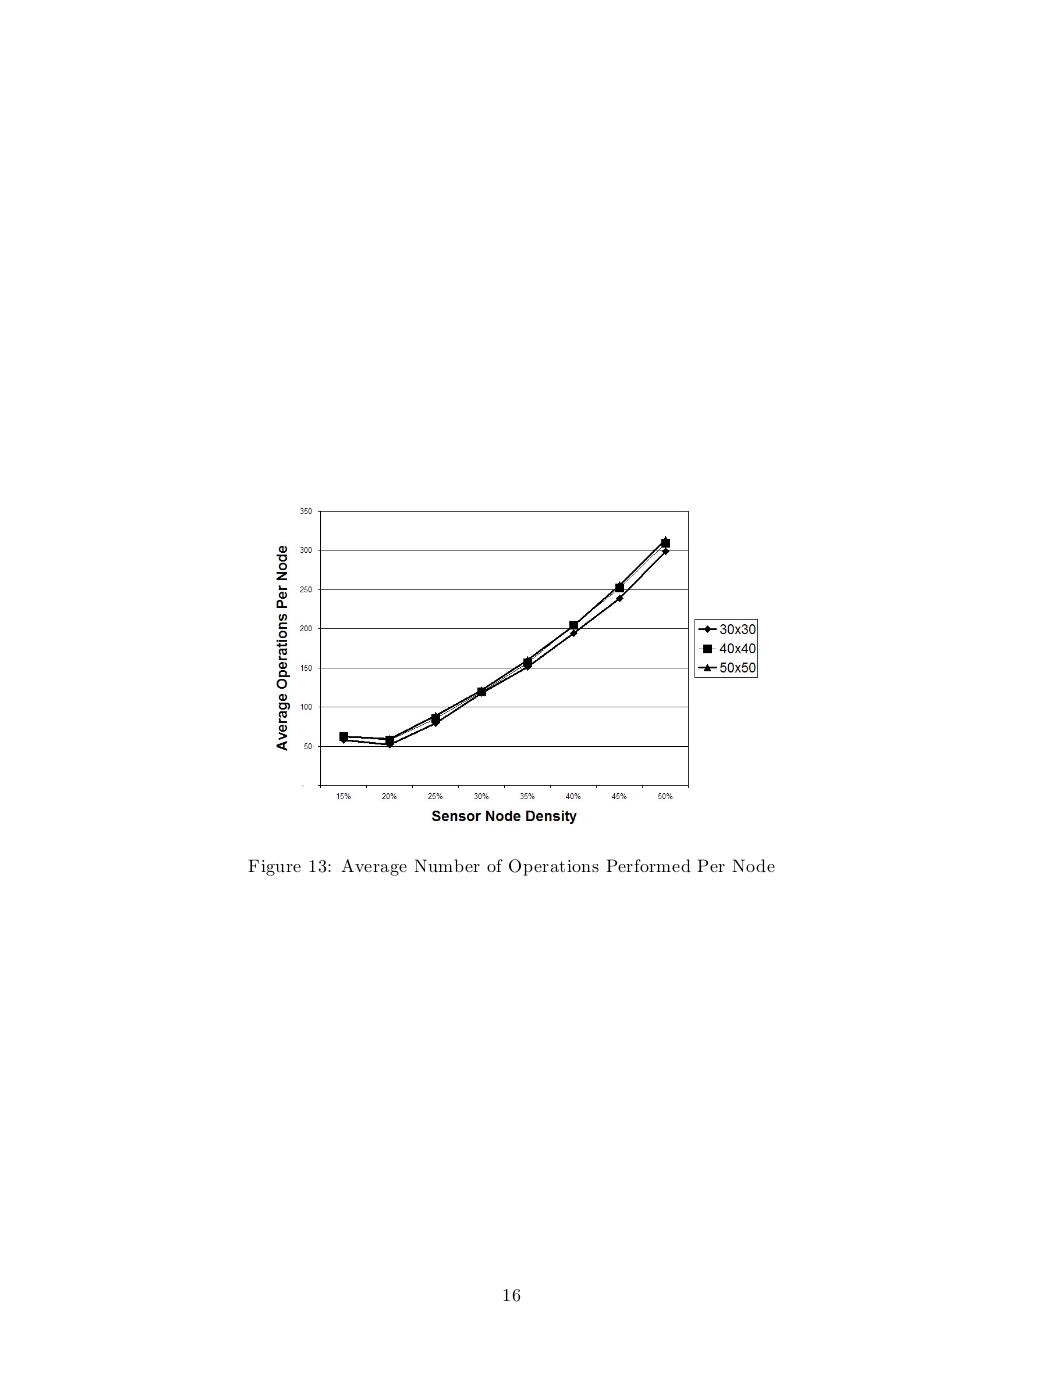 350
300
250
200
150
100
50
-
Average Operations Per Node
15% 20% 25% 30% 35% 40% 45% 50%
Sensor Node Density
30x30
40x40
50x50
Figure 13: Average Number of Operations Performed Per Node
16